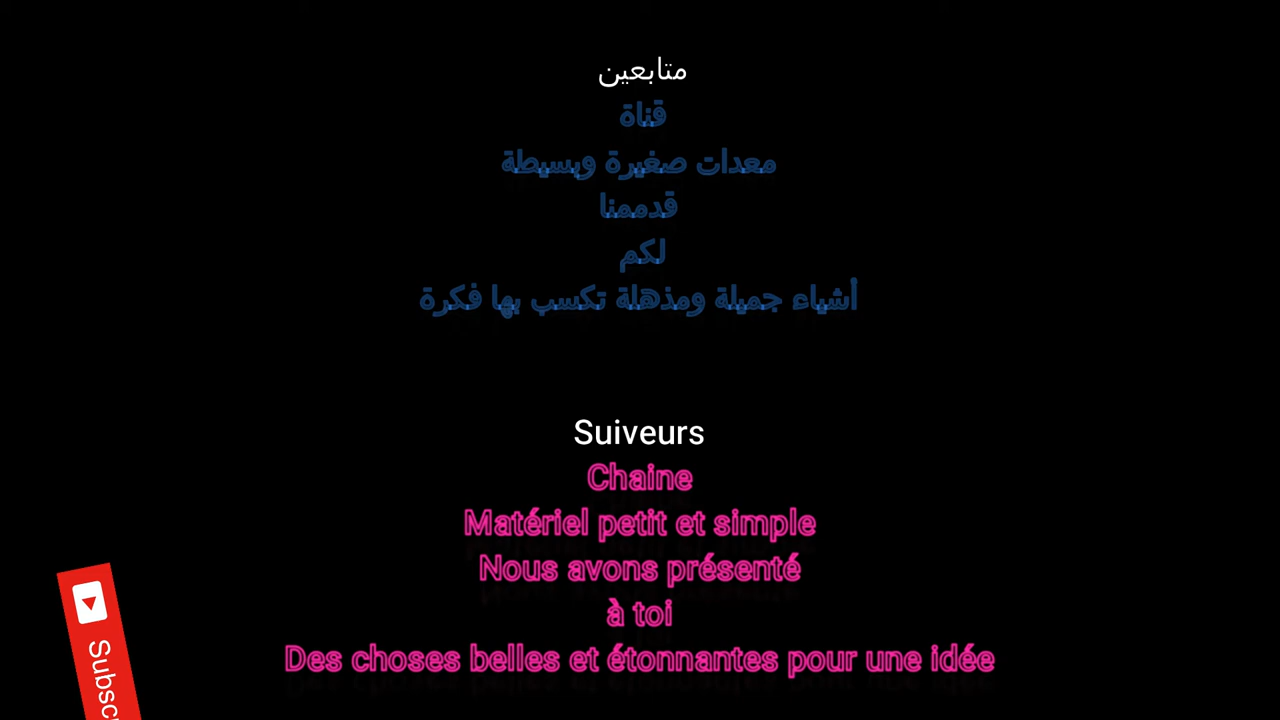 متابعين
قناة
معدات صغيرة وبسيطة
قدممنا
لكم
أشياء جميلة ومذهلة تكسب بها فكرة
Suiveurs
Chaine
Matériel petit et simple
Nous avons présenté
à toi
Des choses belles et étonnantes pour une idée